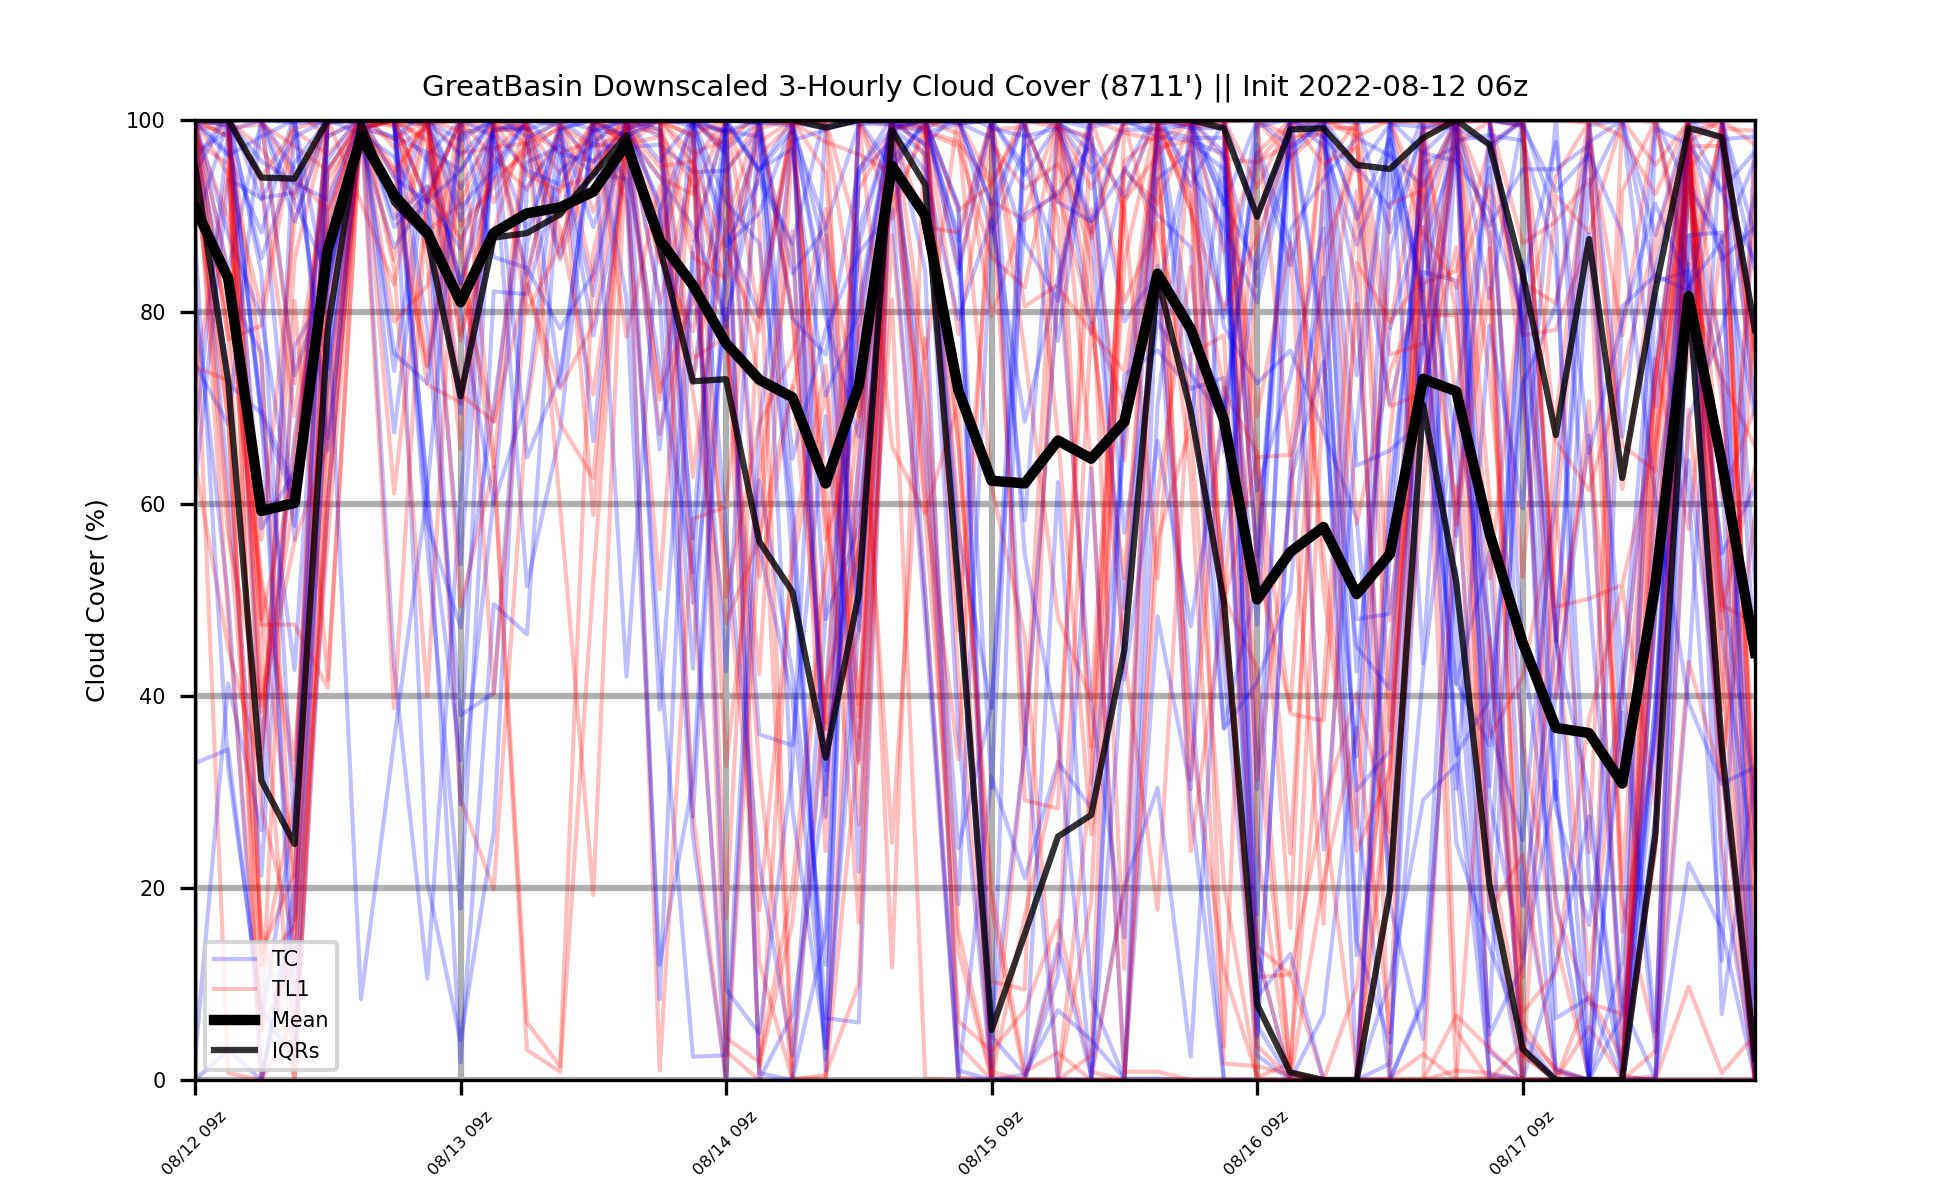 GreatBasin Downscaled 3-Hourly Cloud Cover (8711') || Init 2022-08-12 06z
Cloud Cover (%)
100
80
60
40
20
0
TC
TL1
Mean
IQRs
08/12 09z
08/13 09z
08/14 09z
08/15 09z
08/16 09z
08/17 09z